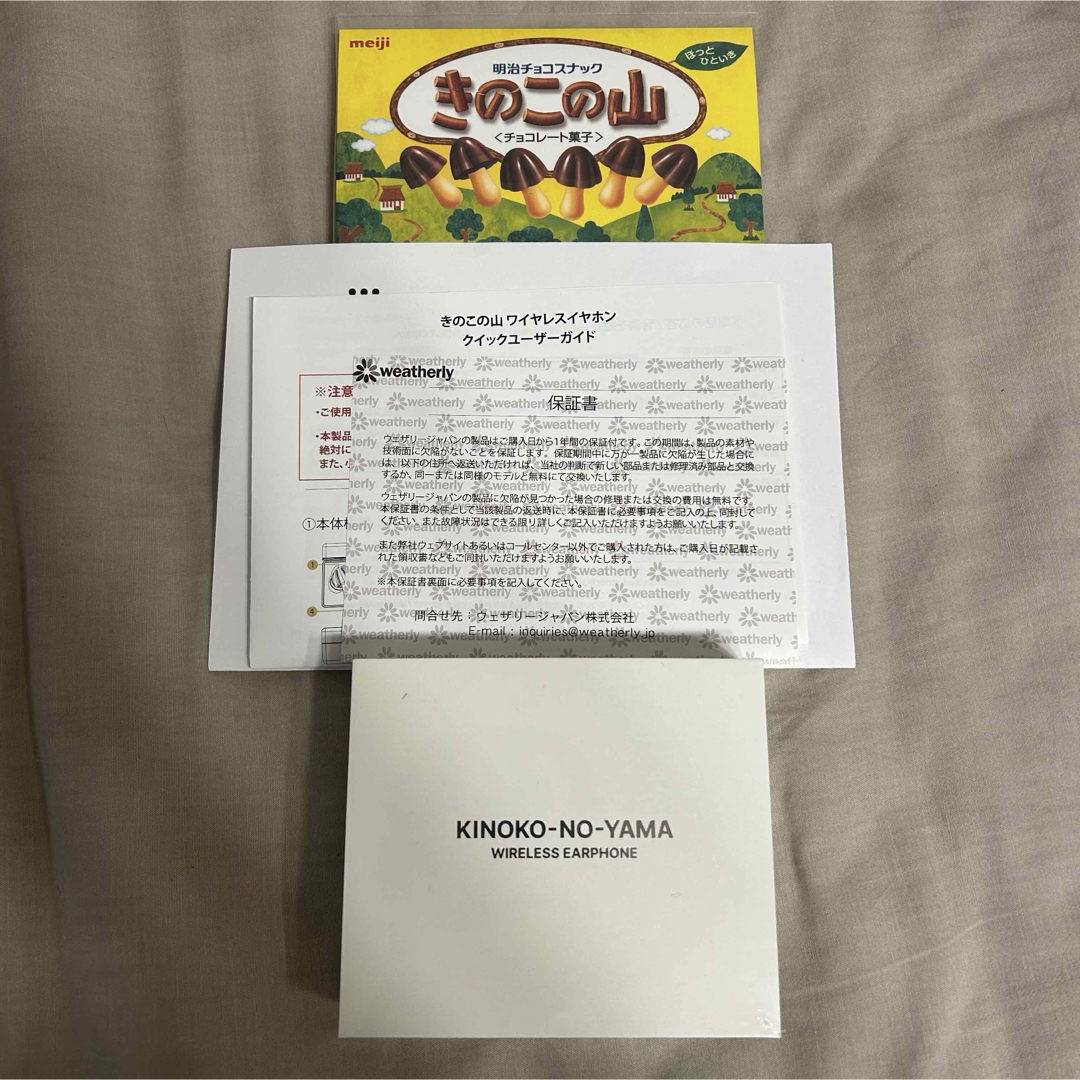 meiji
ほっと
ひといき
明治チョコスナック
きのこの山
<チョコレート菓子>
きのこの山 ワイヤレスイヤホン
クイックユーザーガイド
※注意
・ご使用
・本製品
絶対に
また、小
①本体
1
4
weatherly
保証書
ウェザリージャパンの製品はご購入日から1年間の保証付です。この期間は、製品の素材や
技術面に欠陥がないことを保証します。保証期間中に万が一製品に欠陥が生じた場合に
は、以下の住所へ返送いただければ、当社の判断で新しい部品または修理済み部品と交換
するか、同一または同様のモデルと無料にて交換いたします。
ウェザリージャパンの製品に欠陥が見つかった場合の修理または交換の費用は無料です。
本保証書の条件として当該製品の返送時に、本保証書に必要事項をご記入の上、同封して
ください。また故障状況はできる限り詳しくご記入いただけますようお願いいたします。
また弊社ウェブサイトあるいはコールセンター以外でご購入された方は、ご購入日が記載さ
れた領収書などもご同封いただけますようお願いいたします。
※本保証書裏面に必要事項を記入してください。
問合せ先：ウェザリージャパン株式会社
E-mail : inquiries@weatherly.jp
KINOKO-NO-YAMA
WIRELESS EARPHONE